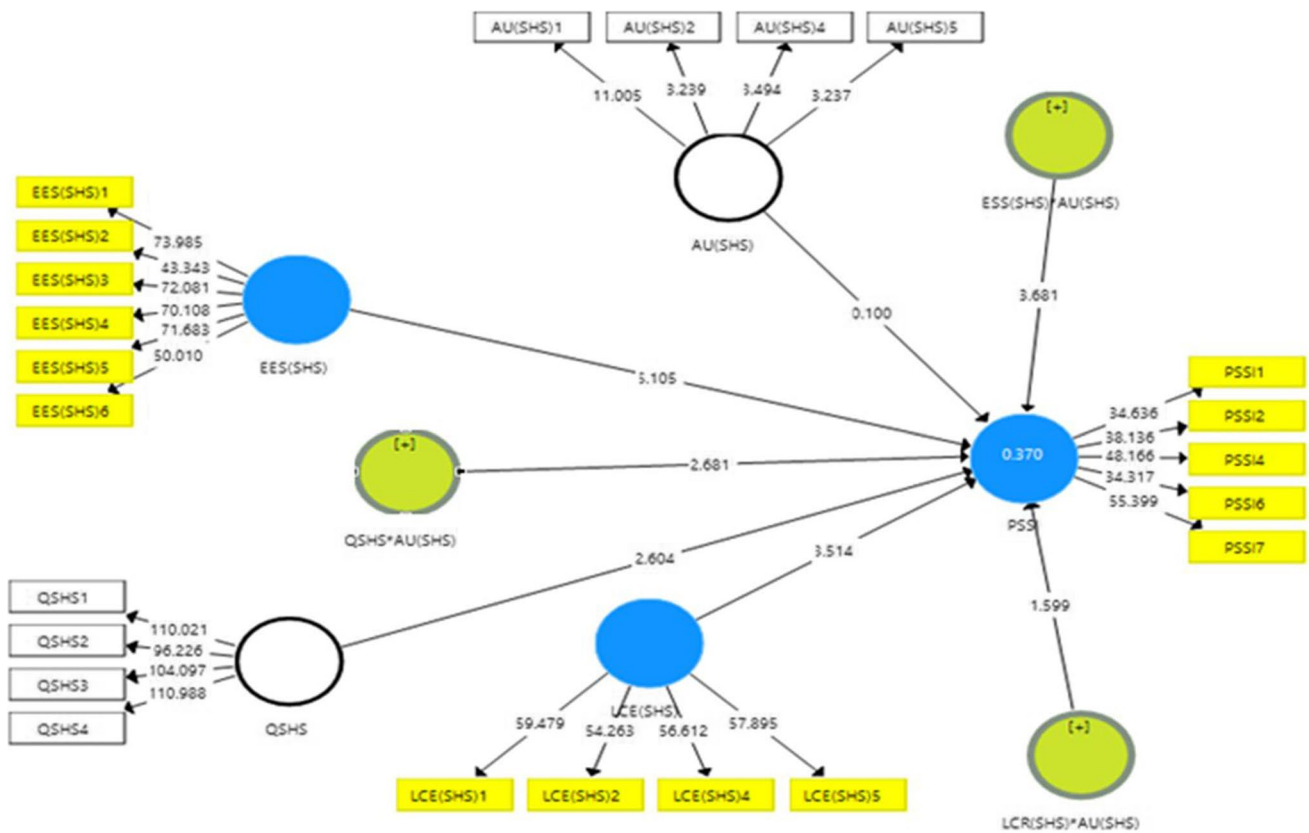 AU(SHS)1
AU(SHS)2
AU(SHS)4
AU(SHS)5
11.005
3.239
3.494
3.237
[+]
ESS(SHS)*AU(SHS)
AU(SHS)
EES(SHS)1
EES(SHS)2
EES(SHS)3
EES(SHS)4
EES(SHS)5
EES(SHS)6
73.985
43.343
72.081
70.108
71.683
50.010
EES(SHS)
3.681
0.100
5.105
[+]
QSHS*AU(SHS)
2.681
0.370
PSSI
34.636
38.136
48.166
34.317
55.399
PSSI1
PSSI2
PSSI4
PSSI6
PSSI7
2.604
3.514
1.599
QSHS1
QSHS2
QSHS3
QSHS4
110.021
96.226
104.097
110.988
QSHS
LCE(SHS)
59.479
54.263
56.612
57.895
LCE(SHS)1
LCE(SHS)2
LCE(SHS)4
LCE(SHS)5
[+]
LCR(SHS)*AU(SHS)